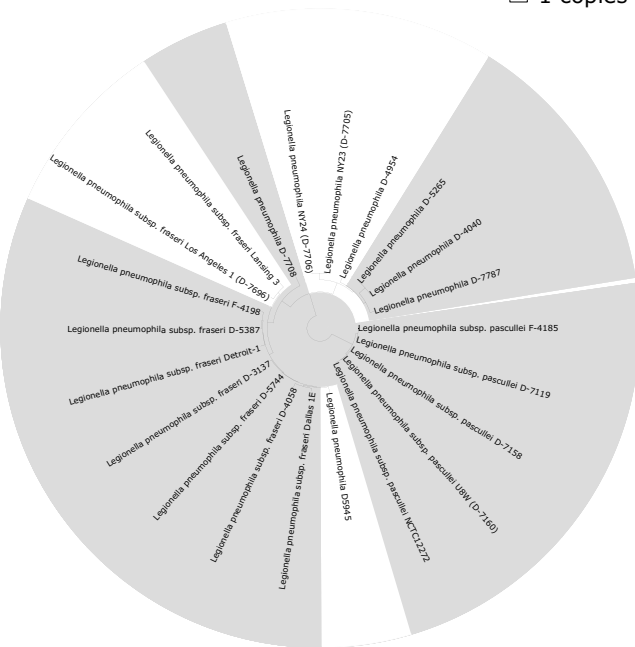 1 copies
Legionella pneumophila NY24 (D-7706)
Legionella pneumophila NY23 (D-7705)
Legionella pneumophila D-4954
Legionella pneumophila D-5265
Legionella pneumophila D-4040
Legionella pneumophila D-7787
Legionella pneumophila subsp. pascullei F-4185
Legionella pneumophila subsp. pascullei D-7119
Legionella pneumophila subsp. pascullei D-7158
Legionella pneumophila subsp. pascullei U8W (D-7160)
Legionella pneumophila subsp. pascullei NCTC12272
Legionella pneumophila D5945
Legionella pneumophila subsp. fraseri Dallas 1E
Legionella pneumophila subsp. fraseri D-4058
Legionella pneumophila subsp. fraseri D-5744
Legionella pneumophila subsp. fraseri D-3137
Legionella pneumophila subsp. fraseri Detroit-1
Legionella pneumophila subsp. fraseri D-5387
Legionella pneumophila subsp. fraseri F-4198
Legionella pneumophila subsp. fraseri Los Angeles 1 (D-7696)
Legionella pneumophila subsp. fraseri Lansing 3
Legionella pneumophila D-7708